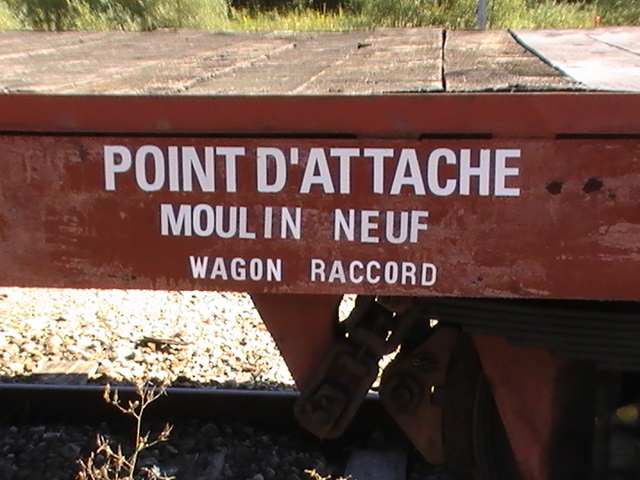 POINT D'ATTACHE
MOULIN NEUF
WAGON RACCORD